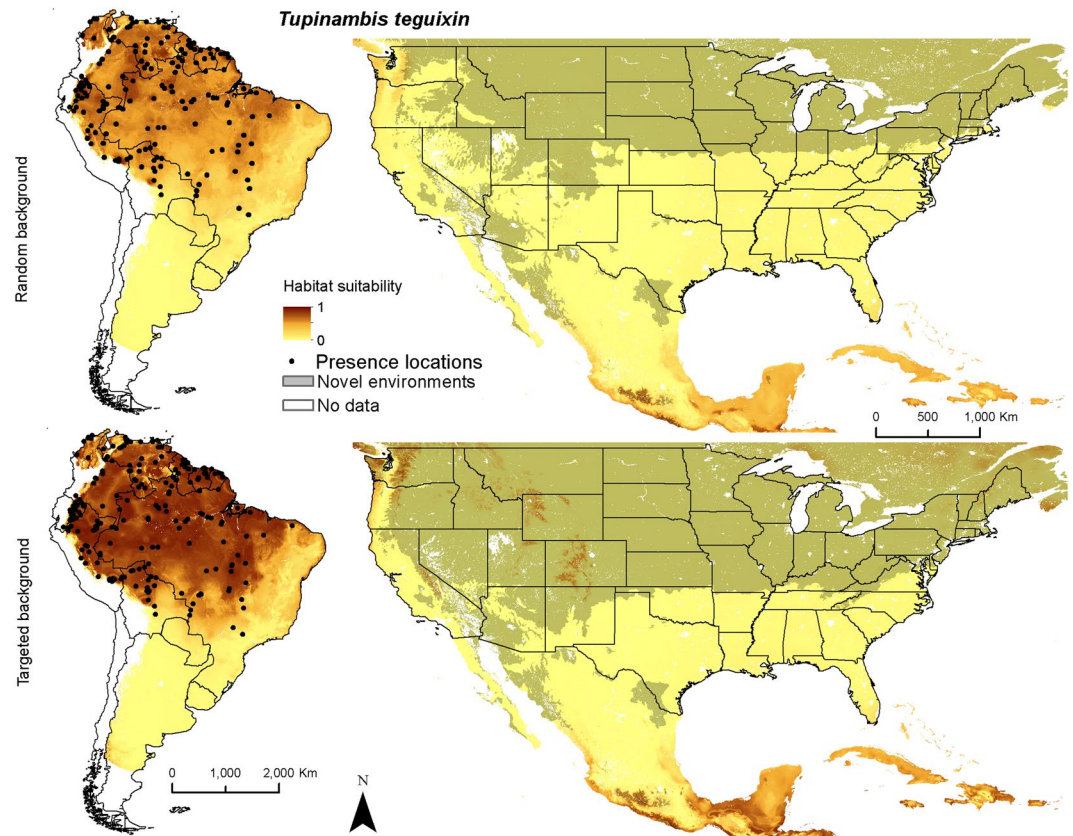 Tupinambis teguixin
Random background
Habitat suitability
1
0
Presence locations
Novel environments
No data
0 500 1,000 Km
Targeted background
0 1,000 2,000 Km
N